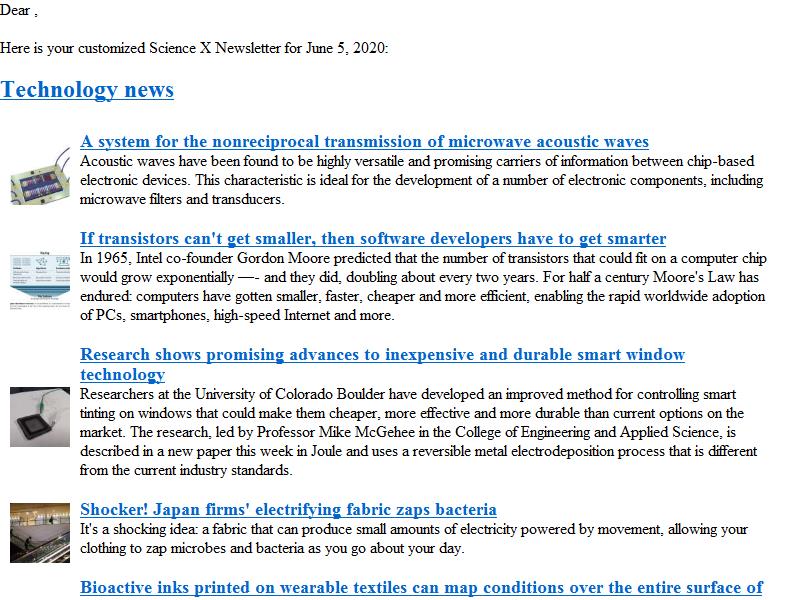 Dear ,
Here is your customized Science X Newsletter for June 5, 2020:
Technology news
A system for the nonreciprocal transmission of microwave acoustic waves
Acoustic waves have been found to be highly versatile and promising carriers of information between chip-based
electronic devices. This characteristic is ideal for the development of a number of electronic components, including
microwave filters and transducers.
If transistors can't get smaller, then software developers have to get smarter
In 1965, Intel co-founder Gordon Moore predicted that the number of transistors that could fit on a computer chip
would grow exponentially —- and they did, doubling about every two years. For half a century Moore's Law has
endured: computers have gotten smaller, faster, cheaper and more efficient, enabling the rapid worldwide adoption
of PCs, smartphones, high-speed Internet and more.
Research shows promising advances to inexpensive and durable smart window
technology
Researchers at the University of Colorado Boulder have developed an improved method for controlling smart
tinting on windows that could make them cheaper, more effective and more durable than current options on the
market. The research, led by Professor Mike McGehee in the College of Engineering and Applied Science, is
described in a new paper this week in Joule and uses a reversible metal electrodeposition process that is different
from the current industry standards.
Shocker! Japan firms' electrifying fabric zaps bacteria
It's a shocking idea: a fabric that can produce small amounts of electricity powered by movement, allowing your
clothing to zap microbes and bacteria as you go about your day.
Bioactive inks printed on wearable textiles can map conditions over the entire surface of